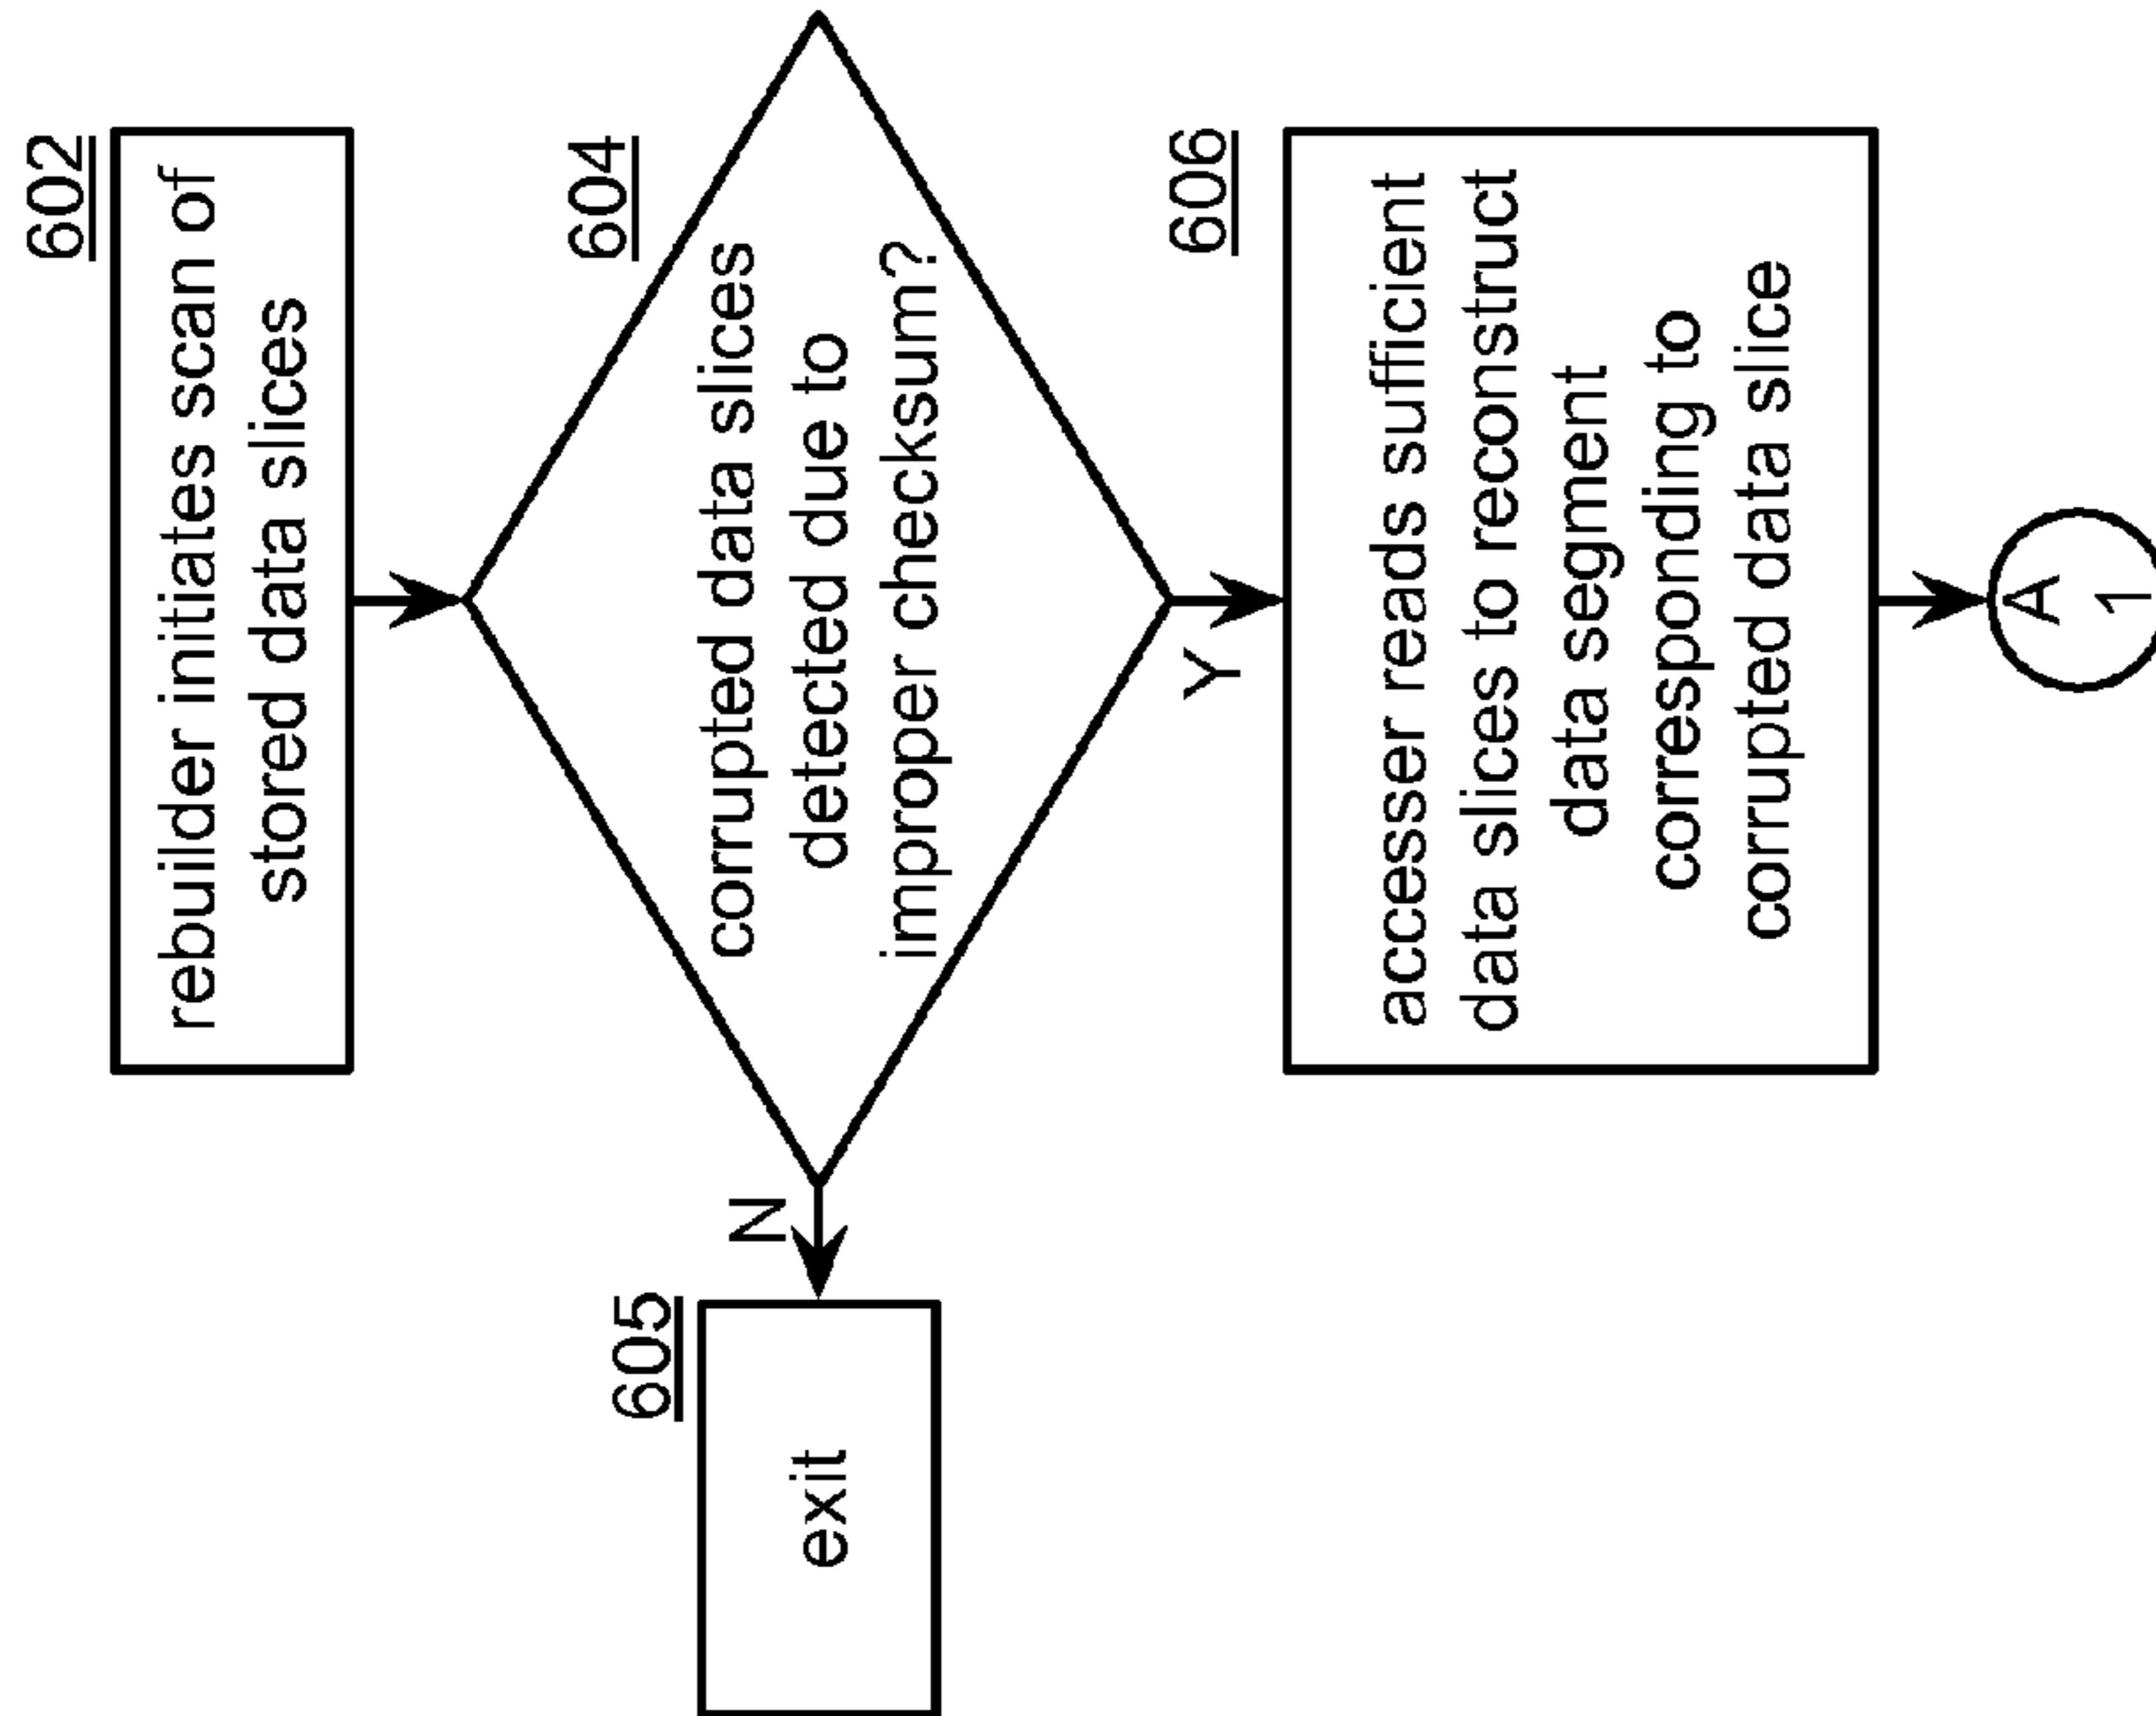 602
rebuilder initiates scan of
stored data slices
604
corrupted data slices
detected due to
improper checksum?
N
605
exit
Y
606
accesser reads sufficient
data slices to reconstruct
data segment
corresponding to
corrupted data slice
A
1